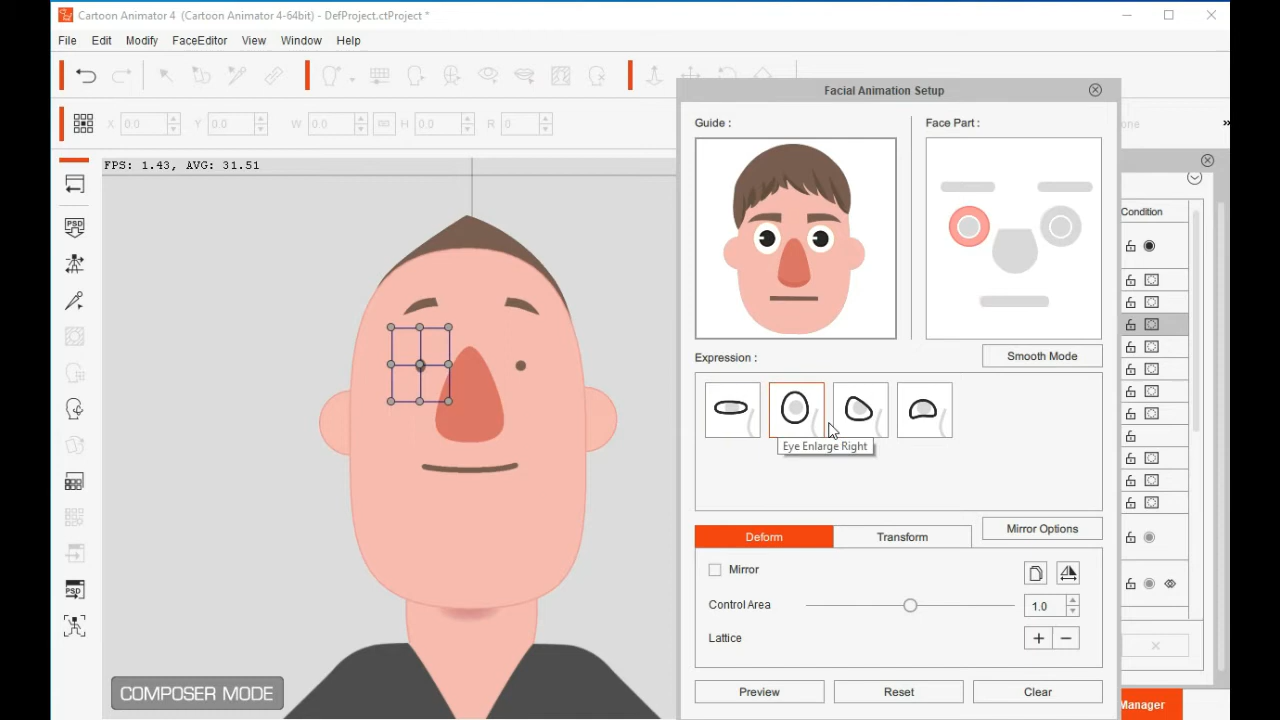 Cartoon Animator 4 (Cartoon Animator 4-64bit) - DefProject.ctProject *
File Edit Modify FaceEditor View Window Help
X 0.0 Y 0.0 W 0.0 H 0.0 R 0
FPS: 1.43, AVG: 31.51
PSD
PSD
COMPOSER MODE
Facial Animation Setup
Guide :
Face Part :
Expression :
Smooth Mode
Eye Enlarge Right
Deform
Transform
Mirror Options
Mirror
Control Area
1.0
Lattice
Preview
Reset
Clear
Condition
Manager